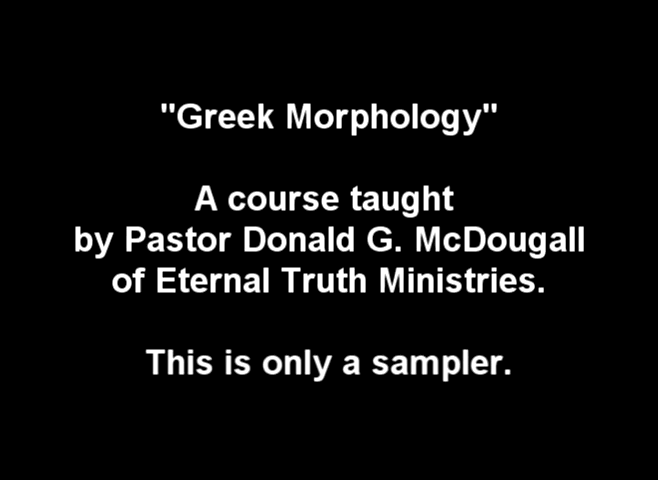 "Greek Morphology"
A course taught
by Pastor Donald G. McDougall
of Eternal Truth Ministries.
This is only a sampler.